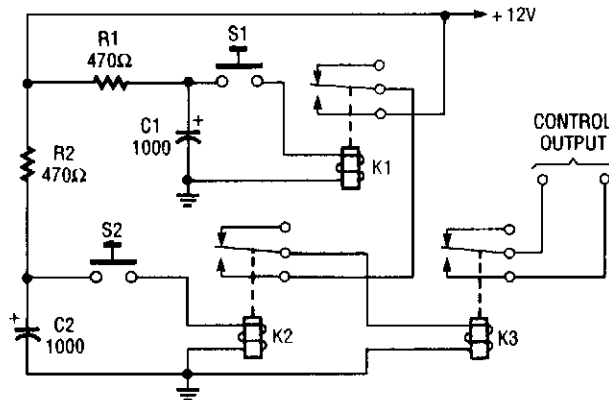 + 12V
R1
470Ω
S1
C1
1000
+
K1
R2
470Ω
CONTROL
OUTPUT
S2
+
C2
1000
K2
K3